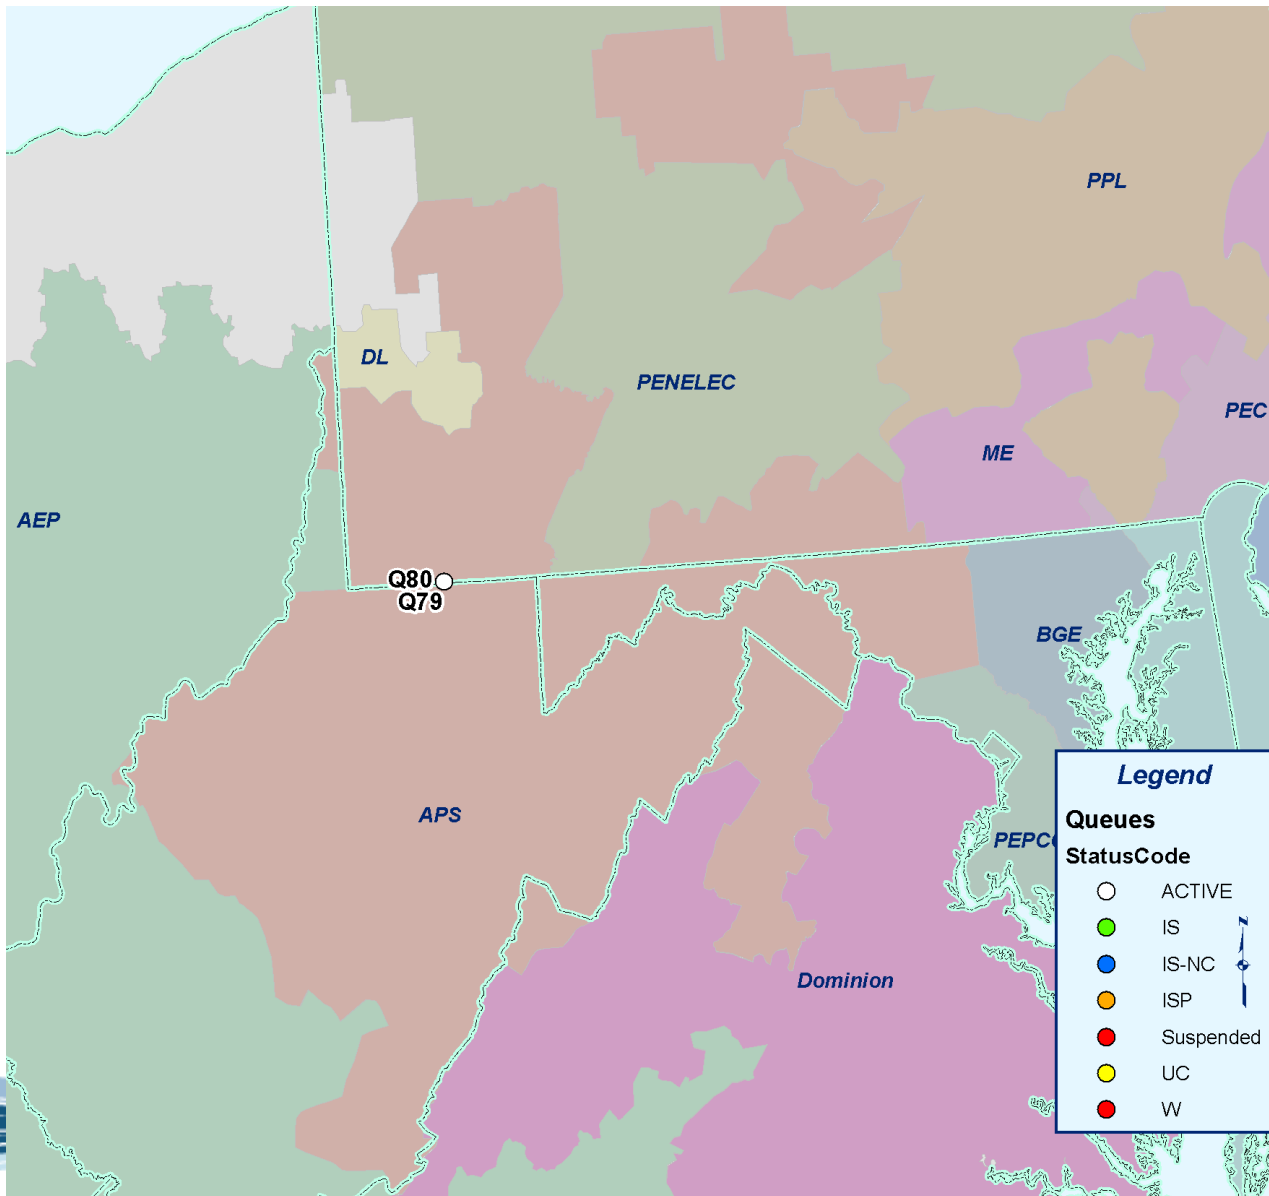 PPL
DL
PENELEC
PEC
ME
AEP
Q80
Q79
BGE
APS
PEPCO
Dominion
Legend
Queues
StatusCode
ACTIVE
IS
IS-NC
ISP
Suspended
UC
W
N